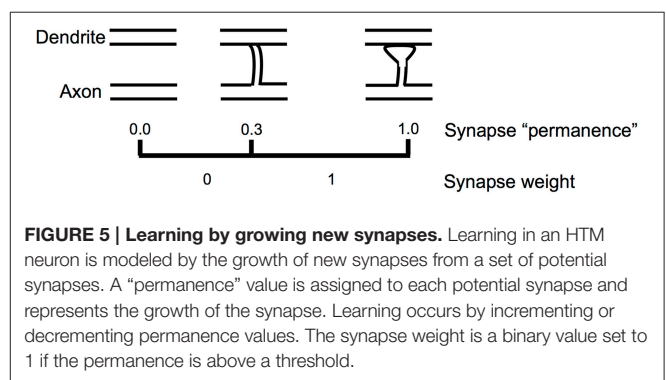 Dendrite
Axon
0.0 0.3 1.0 Synapse “permanence”
0 1 Synapse weight
FIGURE 5 | Learning by growing new synapses. Learning in an HTM
neuron is modeled by the growth of new synapses from a set of potential
synapses. A “permanence” value is assigned to each potential synapse and
represents the growth of the synapse. Learning occurs by incrementing or
decrementing permanence values. The synapse weight is a binary value set to
1 if the permanence is above a threshold.